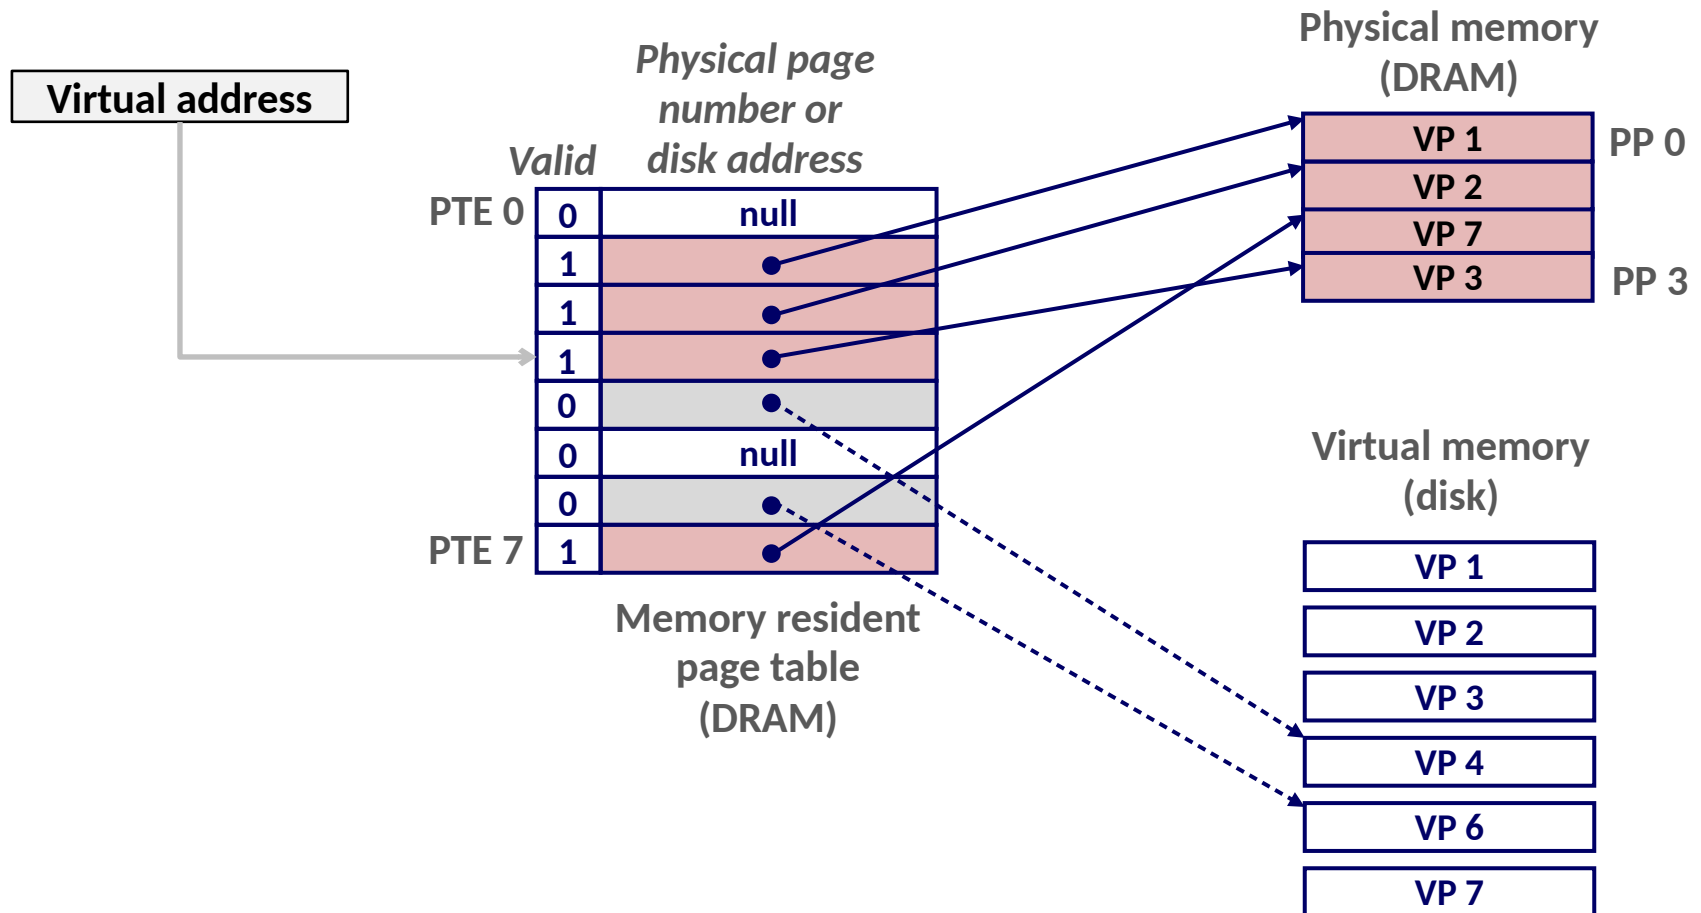 Virtual address
Physical page
number or
disk address
Valid
PTE 0
0
null
1
1
1
0
0
null
0
PTE 7
1
Memory resident
page table
(DRAM)
Physical memory
(DRAM)
VP 1
PP 0
VP 2
VP 7
VP 3
PP 3
Virtual memory
(disk)
VP 1
VP 2
VP 3
VP 4
VP 6
VP 7